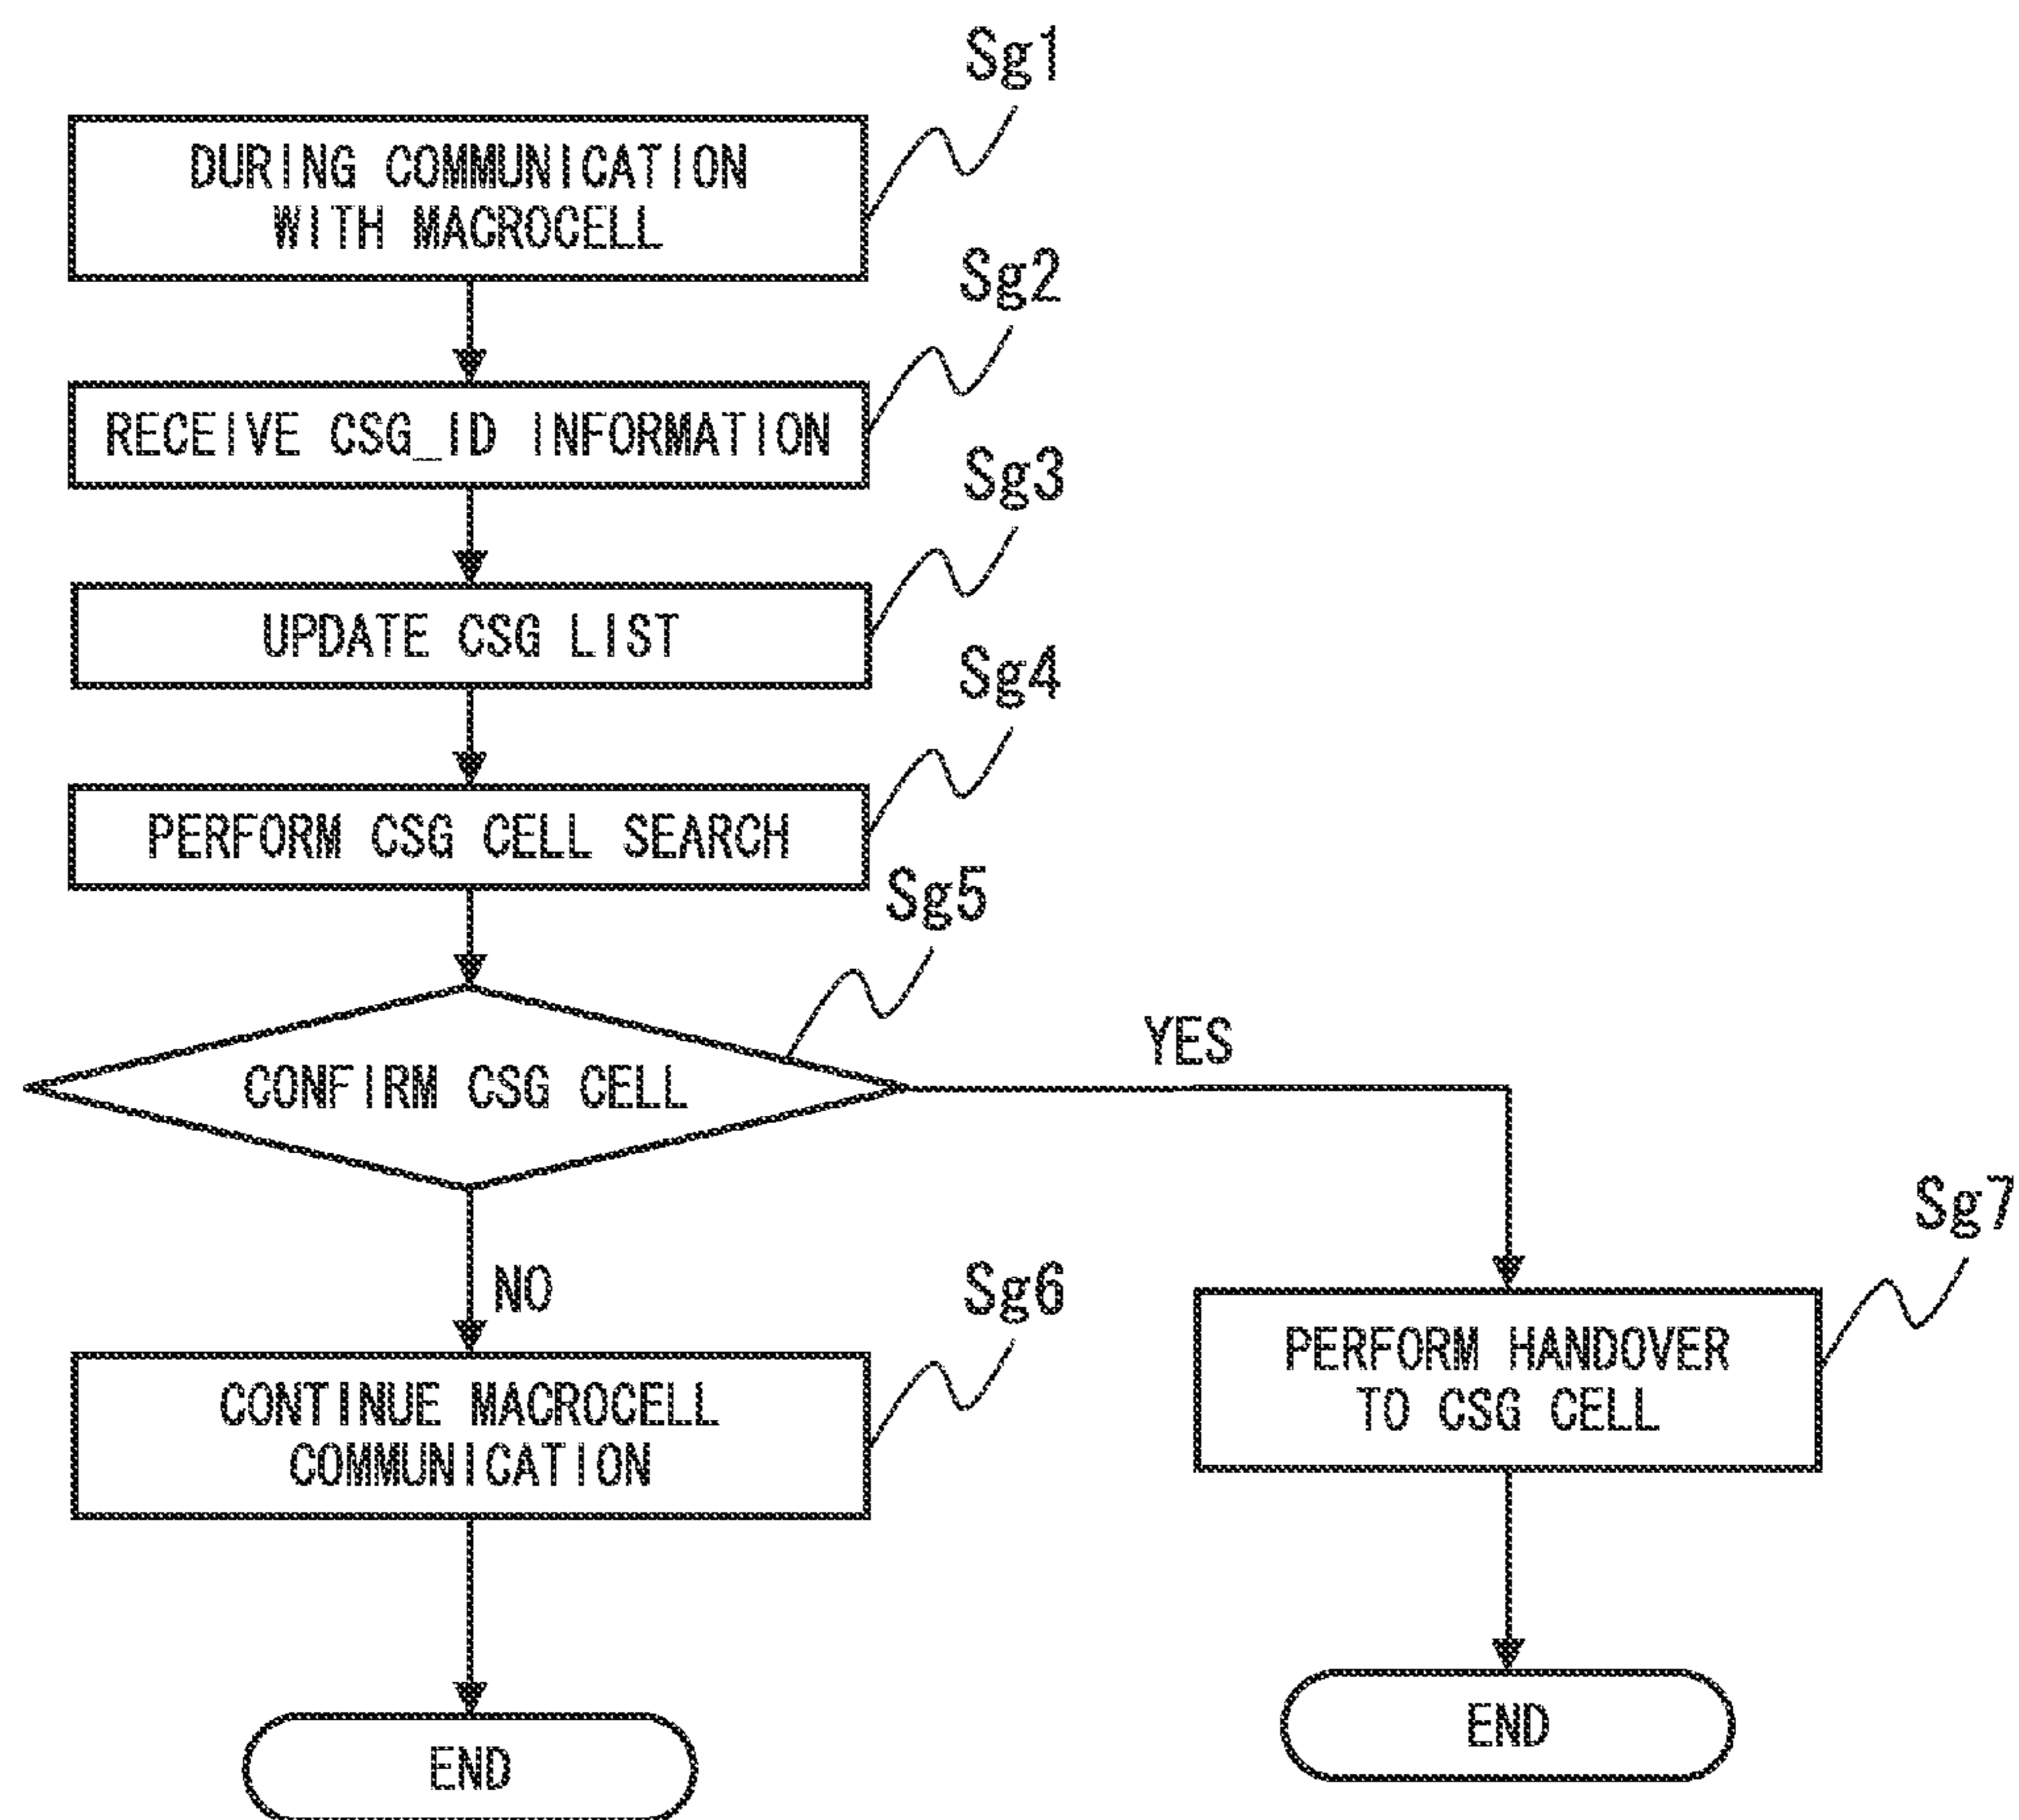 Sg1
DURING COMMUNICATION
WITH MACROCELL
Sg2
RECEIVE CSG_ID INFORMATION
Sg3
UPDATE CSG LIST
Sg4
PERFORM CSG CELL SEARCH
Sg5
CONFIRM CSG CELL
YES
NO
Sg6
CONTINUE MACROCELL
COMMUNICATION
END
Sg7
PERFORM HANDOVER
TO CSG CELL
END